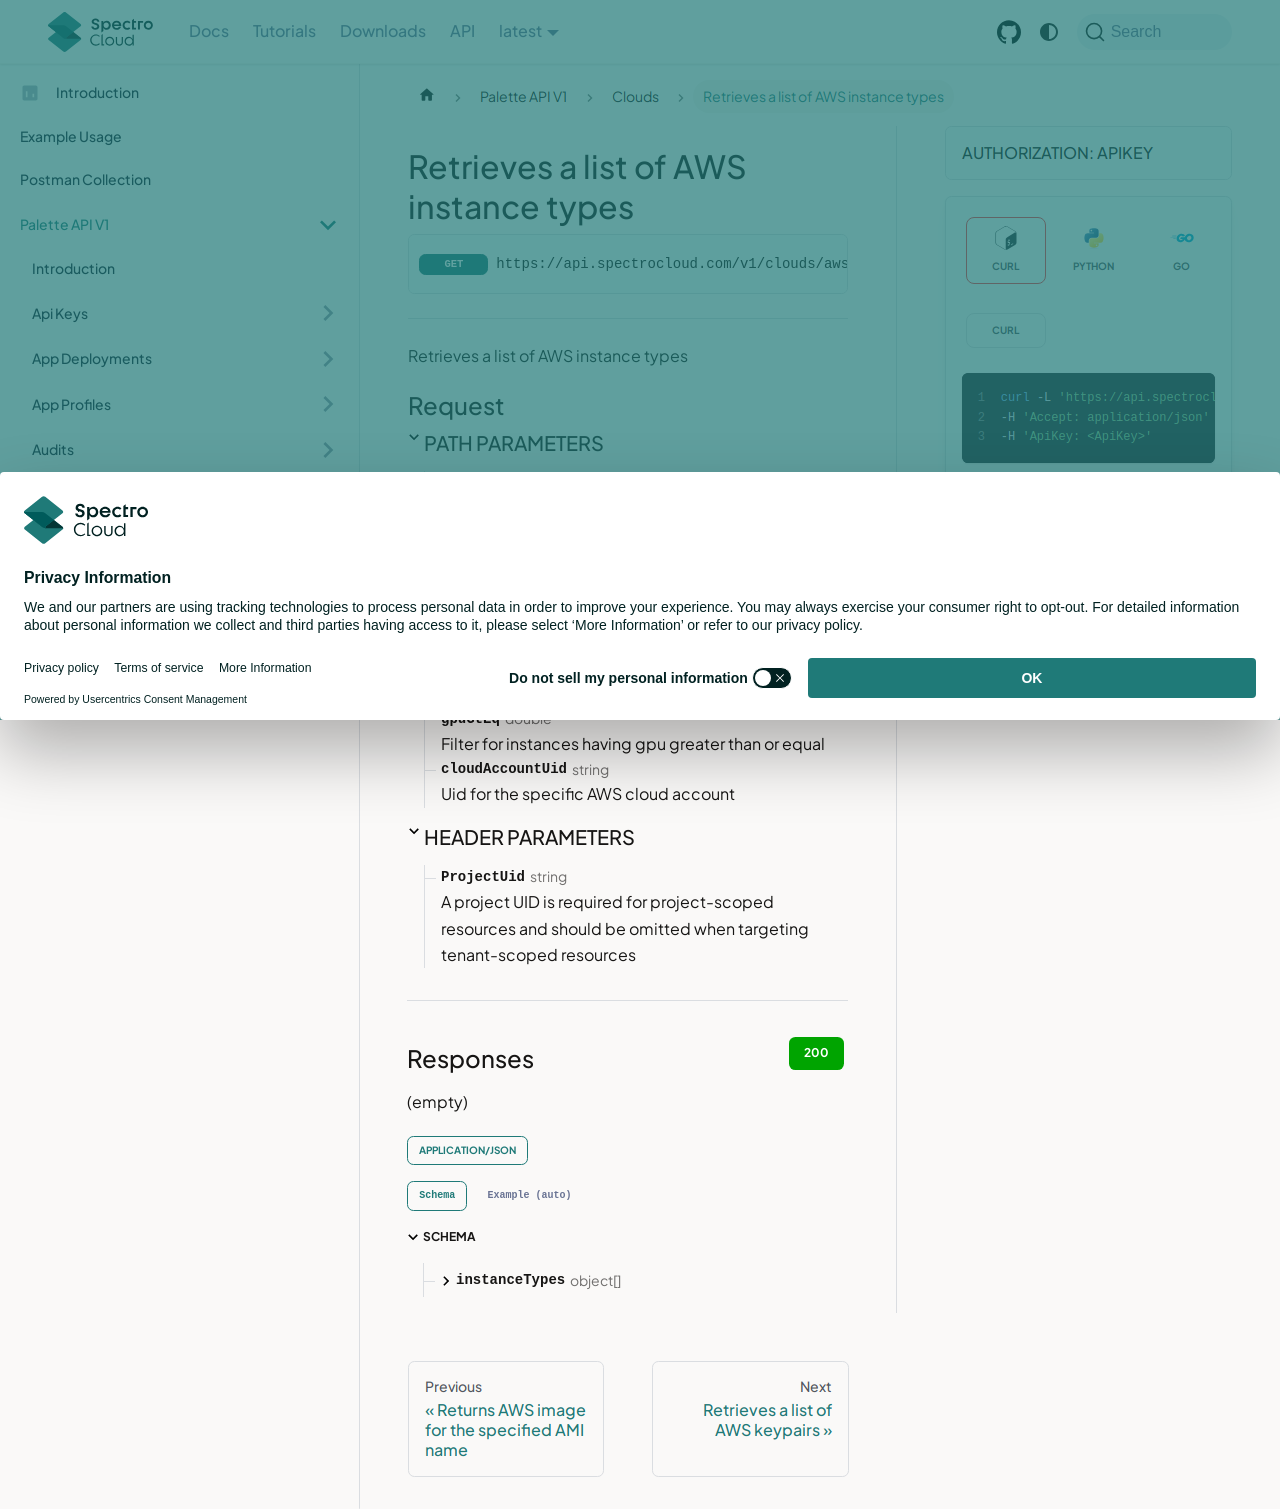 Spectro Cloud
Docs
Tutorials
Downloads
API
latest
Search
Introduction
Example Usage
Postman Collection
Palette API V1
Introduction
Api Keys
App Deployments
App Profiles
Audits
Palette API V1
Clouds
Retrieves a list of AWS instance types
Retrieves a list of AWS
instance types
GET https://api.spectrocloud.com/v1/clouds/aws
Retrieves a list of AWS instance types
Request
PATH PARAMETERS
AUTHORIZATION: APIKEY
CURL
PYTHON
GO
CURL
1 curl -L 'https://api.spectrocl
2 -H 'Accept: application/json'
3 -H 'ApiKey: <ApiKey>'
Spectro
Cloud
Privacy Information
We and our partners are using tracking technologies to process personal data in order to improve your experience. You may always exercise your consumer right to opt-out. For detailed information
about personal information we collect and third parties having access to it, please select ‘More Information’ or refer to our privacy policy.
Privacy policy
Terms of service
More Information
Powered by Usercentrics Consent Management
Do not sell my personal information
OK
gpuGtEq double
Filter for instances having gpu greater than or equal
cloudAccountUid string
Uid for the specific AWS cloud account
HEADER PARAMETERS
ProjectUid string
A project UID is required for project-scoped
resources and should be omitted when targeting
tenant-scoped resources
Responses
200
(empty)
APPLICATION/JSON
Schema
Example (auto)
SCHEMA
instanceTypes object[]
Previous
« Returns AWS image
for the specified AMI
name
Next
Retrieves a list of
AWS keypairs »